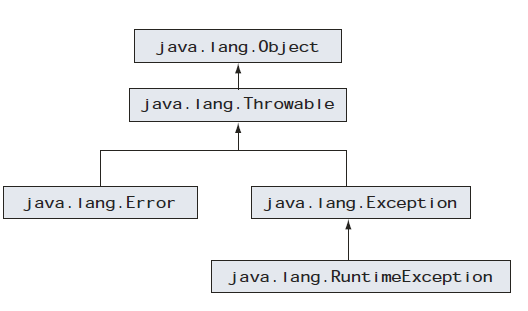 java.lang.Object
java.lang.Throwable
java.lang.Error
java.lang.Exception
java.lang.RuntimeException